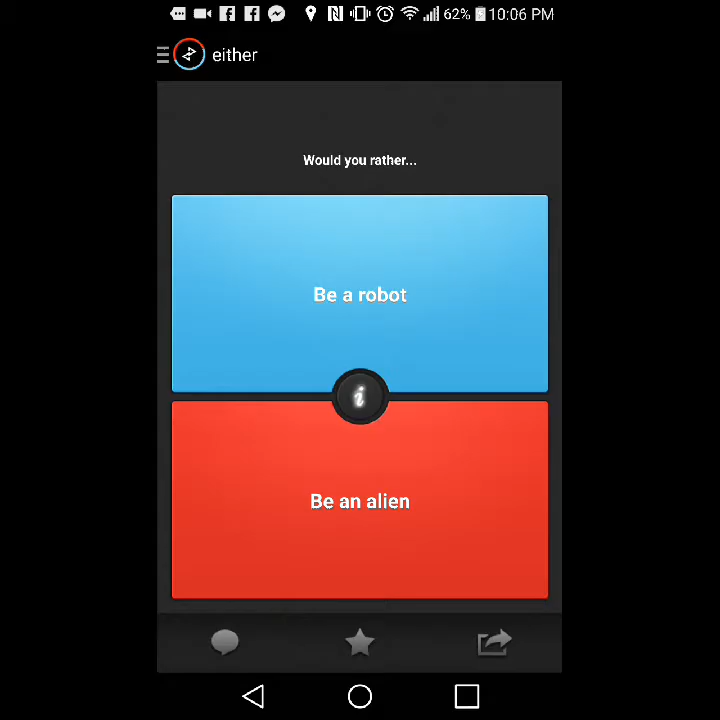 62% 10:06 PM
either
Would you rather...
Be a robot
i
Be an alien